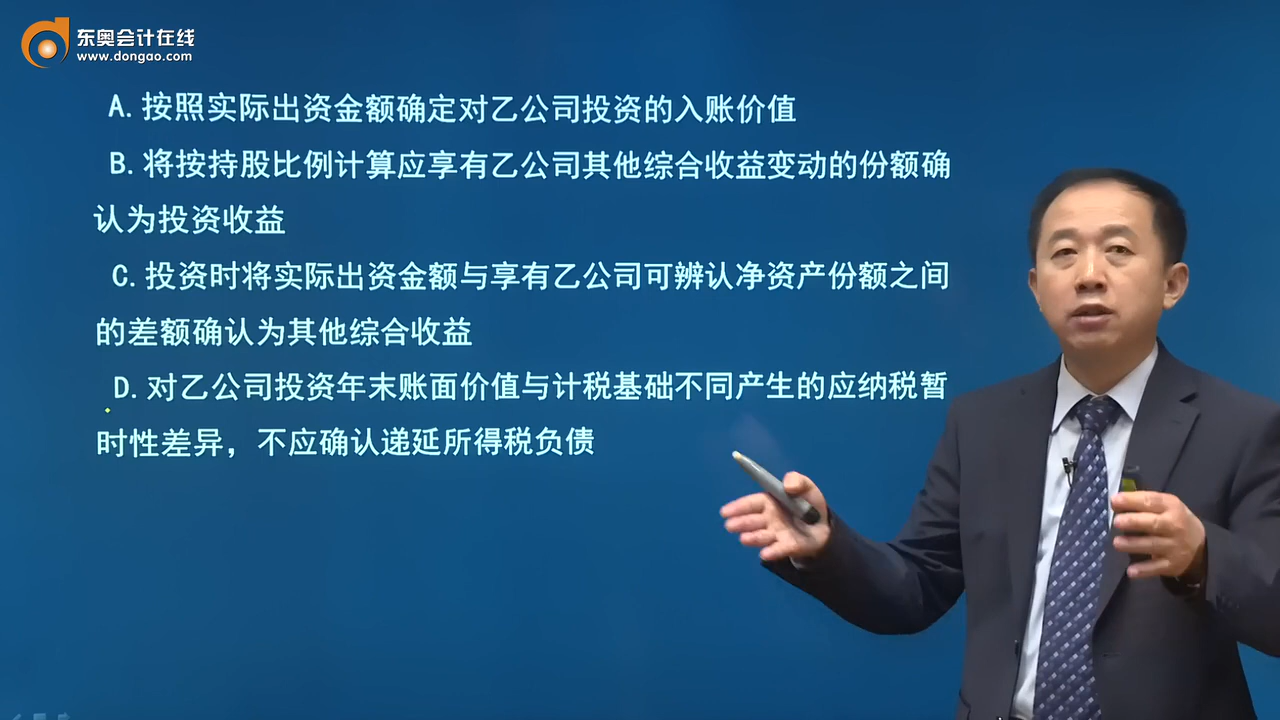 东奥会计在线
www.dongao.com
A. 按照实际出资金额确定对乙公司投资的入账价值
B. 将按持股比例计算应享有乙公司其他综合收益变动的份额确
认为投资收益
C. 投资时将实际出资金额与享有乙公司可辨认净资产份额之间
的差额确认为其他综合收益
D. 对乙公司投资年末账面价值与计税基础不同产生的应纳税暂
时性差异，不应确认递延所得税负债